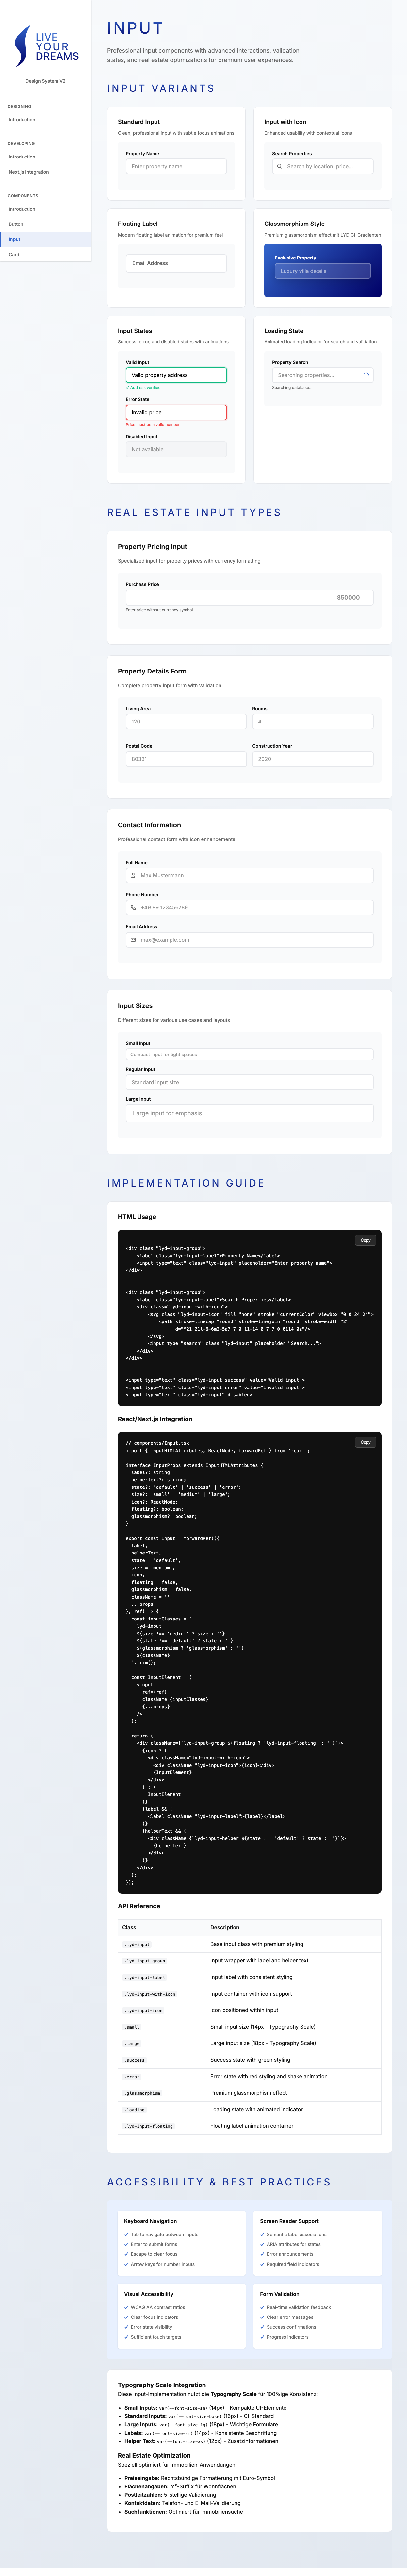 LIVE
YOUR
DREAMS
Design System V2
DESIGNING
Introduction
DEVELOPING
Introduction
Next.js Integration
COMPONENTS
Introduction
Button
Input
Card
INPUT
Professional input components with advanced interactions, validation
states, and real estate optimizations for premium user experiences.
INPUT VARIANTS
Standard Input
Clean, professional input with subtle focus animations
Property Name
Enter property name
Input with Icon
Enhanced usability with contextual icons
Search Properties
Search by location, price...
Floating Label
Modern floating label animation for premium feel
Email Address
Glassmorphism Style
Premium glassmorphism effect mit LYD CI-Gradienten
Exclusive Property
Luxury villa details
Input States
Success, error, and disabled states with animations
Valid Input
Valid property address
✓ Address verified
Error State
Invalid price
Price must be a valid number
Disabled Input
Not available
Loading State
Animated loading indicator for search and validation
Property Search
Searching properties...
Searching database...
REAL ESTATE INPUT TYPES
Property Pricing Input
Specialized input for property prices with currency formatting
Purchase Price
850000
Enter price without currency symbol
Property Details Form
Complete property input form with validation
Living Area
120
Rooms
4
Postal Code
80331
Construction Year
2020
Contact Information
Professional contact form with icon enhancements
Full Name
Max Mustermann
Phone Number
+49 89 123456789
Email Address
max@example.com
Input Sizes
Different sizes for various use cases and layouts
Small Input
Compact input for tight spaces
Regular Input
Standard input size
Large Input
Large input for emphasis
IMPLEMENTATION GUIDE
HTML Usage
Copy
<div class="lyd-input-group">
<label class="lyd-input-label">Property Name</label>
<input type="text" class="lyd-input" placeholder="Enter property name">
</div>
<div class="lyd-input-group">
<label class="lyd-input-label">Search Properties</label>
<div class="lyd-input-with-icon">
<svg class="lyd-input-icon" fill="none" stroke="currentColor" viewBox="0 0 24 24">
<path stroke-linecap="round" stroke-linejoin="round" stroke-width="2"
d="M21 21l-6-6m2-5a7 7 0 11-14 0 7 7 0 0114 0z"/>
</svg>
<input type="search" class="lyd-input" placeholder="Search...">
</div>
</div>
<input type="text" class="lyd-input success" value="Valid input">
<input type="text" class="lyd-input error" value="Invalid input">
<input type="text" class="lyd-input" disabled>
React/Next.js Integration
Copy
// components/Input.tsx
import { InputHTMLAttributes, ReactNode, forwardRef } from 'react';
interface InputProps extends InputHTMLAttributes {
label?: string;
helperText?: string;
state?: 'default' | 'success' | 'error';
size?: 'small' | 'medium' | 'large';
icon?: ReactNode;
floating?: boolean;
glassmorphism?: boolean;
}
export const Input = forwardRef(({
label,
helperText,
state = 'default',
size = 'medium',
icon,
floating = false,
glassmorphism = false,
className = '',
...props
}, ref) => {
const inputClasses = `
lyd-input
${size !== 'medium' ? size : ''}
${state !== 'default' ? state : ''}
${glassmorphism ? 'glassmorphism' : ''}
${className}
`.trim();
const InputElement = (
<input
ref={ref}
className={inputClasses}
{...props}
/>
);
return (
<div className={`lyd-input-group ${floating ? 'lyd-input-floating' : ''}`}>
{icon ? (
<div className="lyd-input-with-icon">
<div className="lyd-input-icon">{icon}</div>
{InputElement}
</div>
) : (
InputElement
)}
{label && (
<label className="lyd-input-label">{label}</label>
)}
{helperText && (
<div className={`lyd-input-helper ${state !== 'default' ? state : ''}`}>
{helperText}
</div>
)}
</div>
);
});
API Reference
Class Description
.lyd-input Base input class with premium styling
.lyd-input-group Input wrapper with label and helper text
.lyd-input-label Input label with consistent styling
.lyd-input-with-icon Input container with icon support
.lyd-input-icon Icon positioned within input
.small Small input size (14px - Typography Scale)
.large Large input size (18px - Typography Scale)
.success Success state with green styling
.error Error state with red styling and shake animation
.glassmorphism Premium glassmorphism effect
.loading Loading state with animated indicator
.lyd-input-floating Floating label animation container
ACCESSIBILITY & BEST PRACTICES
Keyboard Navigation
✓ Tab to navigate between inputs
✓ Enter to submit forms
✓ Escape to clear focus
✓ Arrow keys for number inputs
Screen Reader Support
✓ Semantic label associations
✓ ARIA attributes for states
✓ Error announcements
✓ Required field indicators
Visual Accessibility
✓ WCAG AA contrast ratios
✓ Clear focus indicators
✓ Error state visibility
✓ Sufficient touch targets
Form Validation
✓ Real-time validation feedback
✓ Clear error messages
✓ Success confirmations
✓ Progress indicators
Typography Scale Integration
Diese Input-Implementation nutzt die Typography Scale für 100%ige Konsistenz:
• Small Inputs: var(--font-size-sm) (14px) - Kompakte UI-Elemente
• Standard Inputs: var(--font-size-base) (16px) - CI-Standard
• Large Inputs: var(--font-size-lg) (18px) - Wichtige Formulare
• Labels: var(--font-size-sm) (14px) - Konsistente Beschriftung
• Helper Text: var(--font-size-xs) (12px) - Zusatzinformationen
Real Estate Optimization
Speziell optimiert für Immobilien-Anwendungen:
• Preiseingabe: Rechtsbündige Formatierung mit Euro-Symbol
• Flächenangaben: m²-Suffix für Wohnflächen
• Postleitzahlen: 5-stellige Validierung
• Kontaktdaten: Telefon- und E-Mail-Validierung
• Suchfunktionen: Optimiert für Immobiliensuche